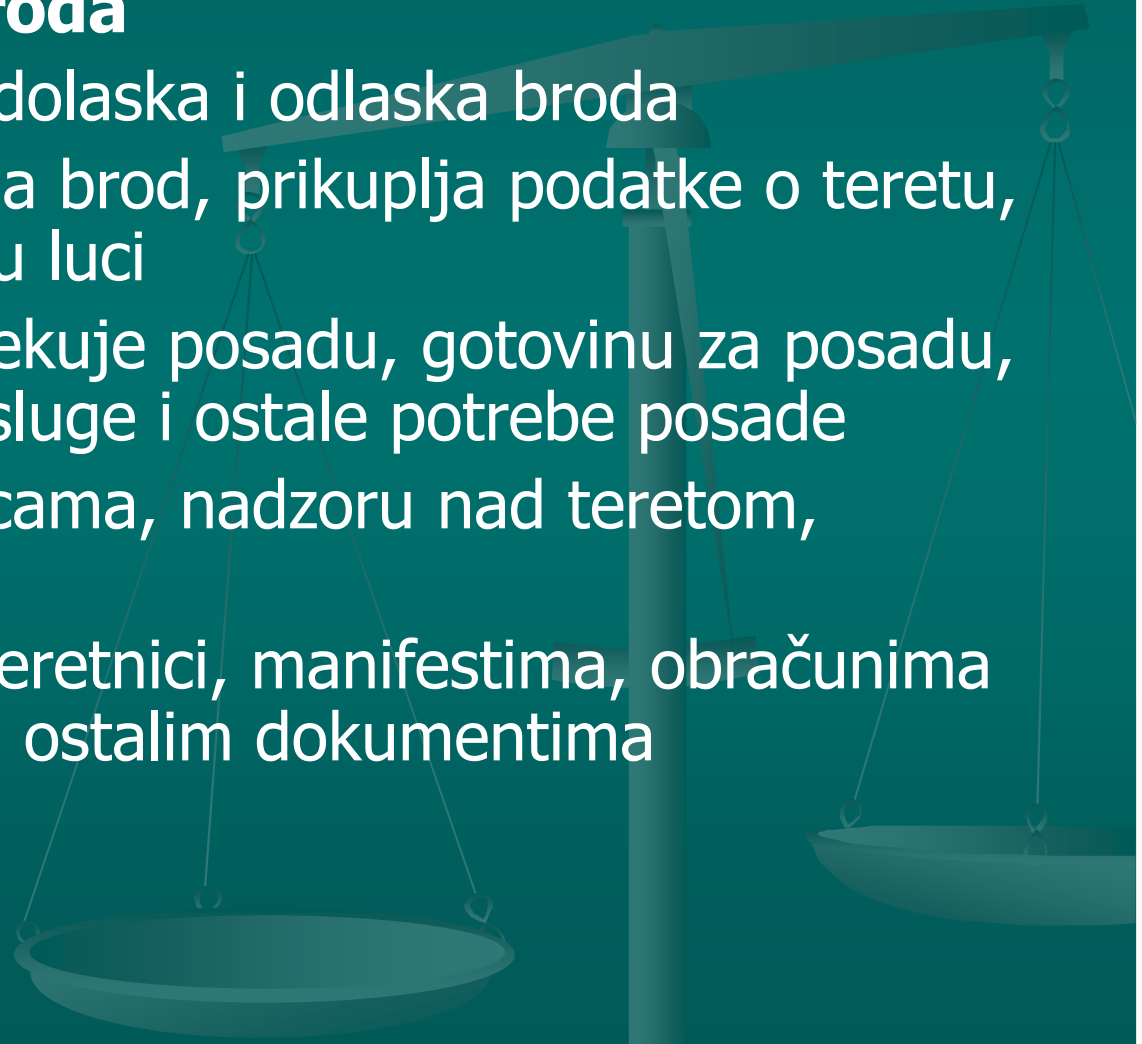 roda
dolaska i odlaska broda
a brod, prikuplja podatke o teretu,
u luci
ekuje posadu, gotovinu za posadu,
sluge i ostale potrebe posade
cama, nadzoru nad teretom,
eretnici, manifestima, obračunima
ostalim dokumentima